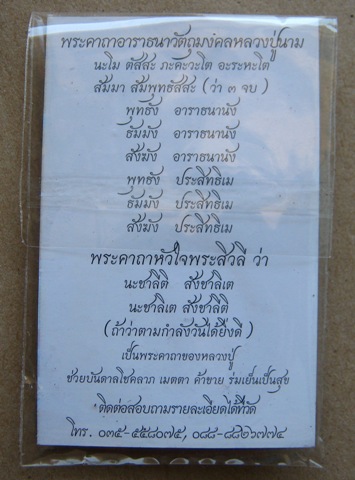 พระคาถาอาราธนาวัตถุมงคลหลวงปู่นาม
นะโม ตัสสะ ภะคะวะโต อะระหะโต
สัมมา สัมพุทธัสสะ (ว่า ๓ จบ)
พุทธัง อาราธนานัง
ธัมมัง อาราธนานัง
สังฆัง อาราธนานัง
พุทธัง ประสิทธิเม
ธัมมัง ประสิทธิเม
สังฆัง ประสิทธิเม
พระคาถาหัวใจพระสิวลี ว่า
นะชาลีติ สังชาลิเต
นะชาลิเต สังชาลีติ
(ถ้าว่าตามกำลังวันได้ยิ่งดี)
เป็นพระคาถาของหลวงปู่
ช่วยบันดาลโชคลาภ เมตตา ค้าขาย ร่มเย็นเป็นสุข
ติดต่อสอบถามรายละเอียดได้ที่วัด
โทร. ๐๓๕-๕๕๘๐๗๕, ๐๘๘-๘๘๒๖๗๗๔